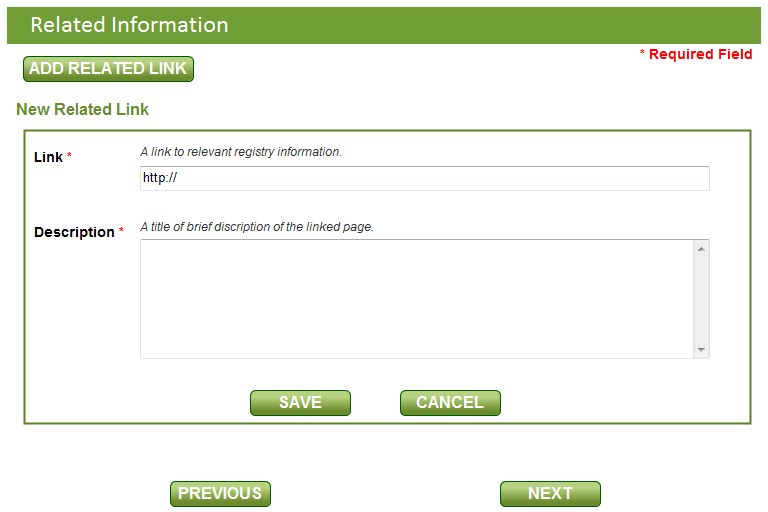 Related Information
* Required Field
ADD RELATED LINK
New Related Link
Link *
A link to relevant registry information.
http://
Description *
A title of brief discription of the linked page.
SAVE
CANCEL
PREVIOUS
NEXT